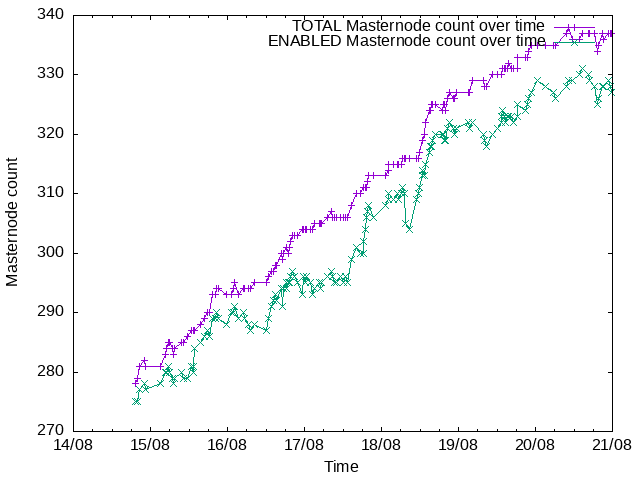 340
330
320
310
300
290
280
270
Masternode count
TOTAL Masternode count over time
ENABLED Masternode count over time
14/08 15/08 16/08 17/08 18/08 19/08 20/08 21/08
Time